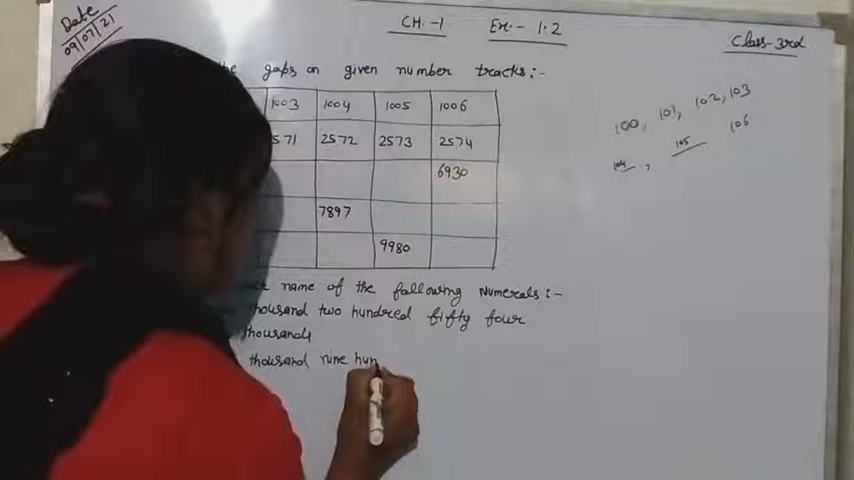 Date
09/07/21
CH.-1 Ex:- 1.2
Class-3rd
gaps on given number tracks:-
1003 1004 1005 1006
571 2572 2573 2574
6930
7897
9980
100, 101, 102, 103
104, 105 106
name of the following Numerals:-
thousand two hundred fifty four
thousand
thousand nine hun